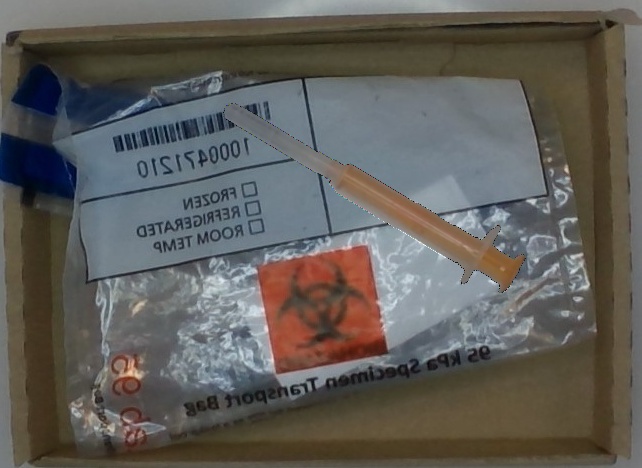 1000471210
FROZEN
REFRIGERATED
ROOM TEMP
95 kPa Specimen Transport Bag